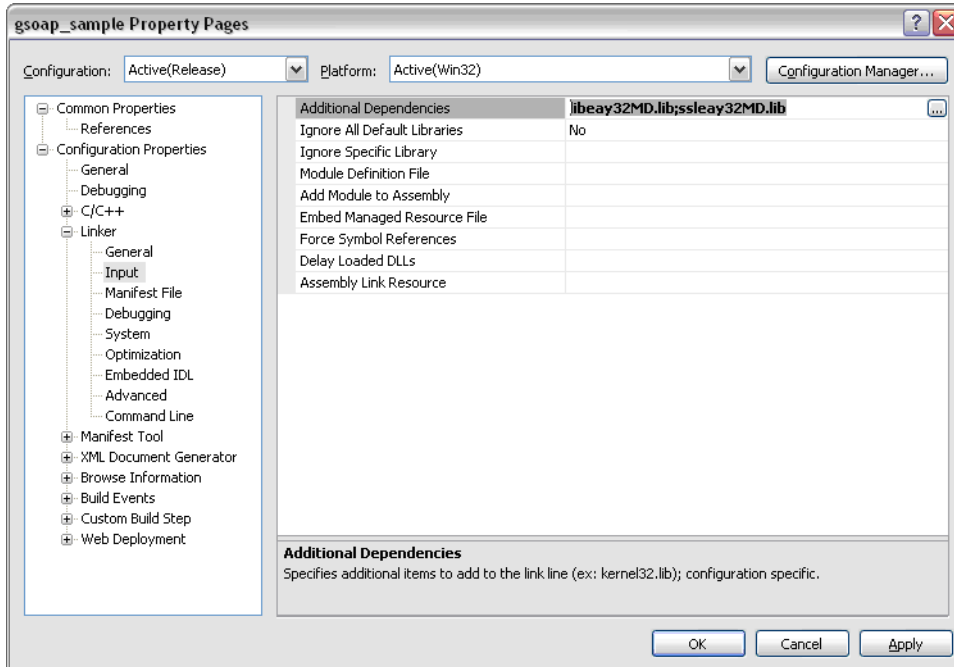 gsoap_sample Property Pages
Configuration: Active(Release) Platform: Active(Win32) Configuration Manager...
Common Properties
References
Configuration Properties
General
Debugging
C/C++
Linker
General
Input
Manifest File
Debugging
System
Optimization
Embedded IDL
Advanced
Command Line
Manifest Tool
XML Document Generator
Browse Information
Build Events
Custom Build Step
Web Deployment
Additional Dependencies libeay32MD.lib;ssleay32MD.lib ...
Ignore All Default Libraries No
Ignore Specific Library
Module Definition File
Add Module to Assembly
Embed Managed Resource File
Force Symbol References
Delay Loaded DLLs
Assembly Link Resource
Additional Dependencies
Specifies additional items to add to the link line (ex: kernel32.lib); configuration specific.
OK Cancel Apply